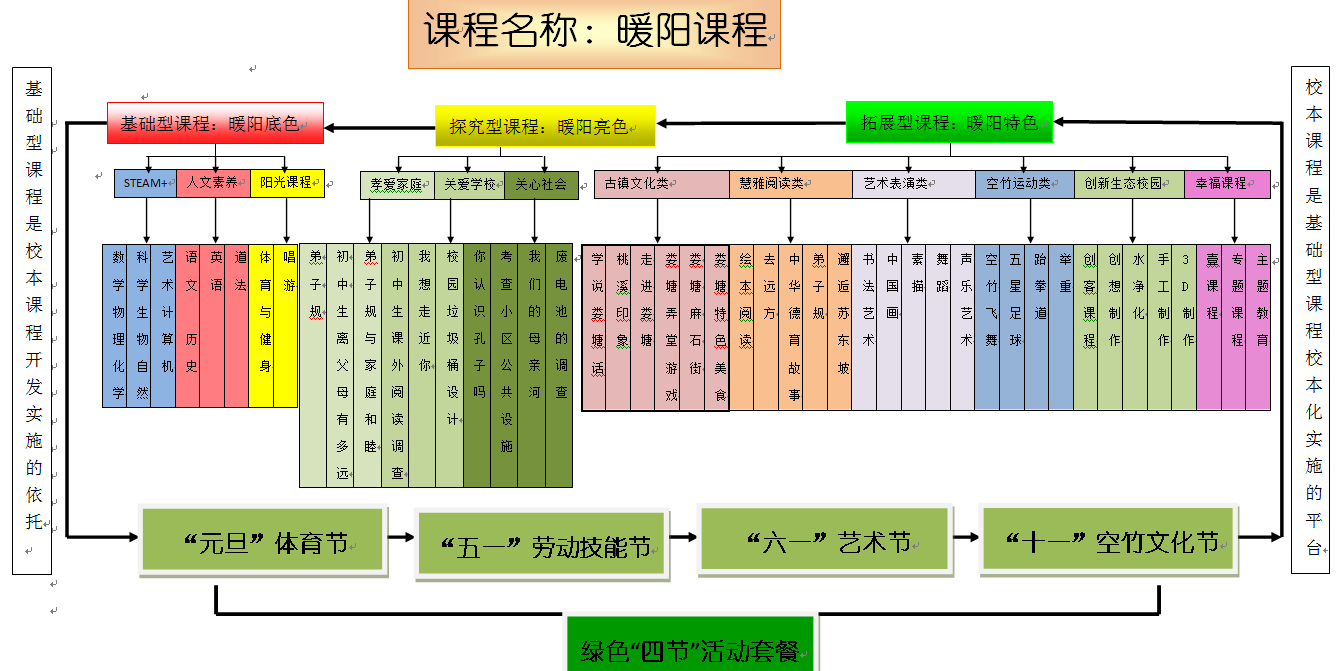 课程名称：暖阳课程
基础型课程是校本课程开发实施的依托
校本课程是基础型课程校本化实施的平台
基础型课程：暖阳底色
探究型课程：暖阳亮色
拓展型课程：暖阳特色
STEAM+
人文素养
阳光课程
孝爱家庭
关爱学校
关心社会
古镇文化类
慧雅阅读类
艺术表演类
空竹运动类
创新生态校园
幸福课程
数学物理化学
科学生物自然
艺术计算机
语文 历史
英语
道法
体育与健身
唱游
弟子规
初中生离父母有多远
弟子规与家庭和睦
初中生课外阅读调查
我想走近你
校园垃圾桶设计
你认识孔子吗
考查小区公共设施
我们的母亲河
废电池的调查
学说娄塘话
桃溪印象
走进娄塘
娄塘弄堂游戏
娄塘麻石街
娄塘特色美食
绘本阅读
去远方
中华德育故事
弟子规
邂逅苏东坡
书法艺术
中国画
素描
舞蹈
声乐艺术
空竹飞舞
五星足球
跆拳道
举重
创客课程
创想制作
水净化
手工制作
3D制作
喜课程
专题课程
主题教育
“元旦”体育节
“五一”劳动技能节
“六一”艺术节
“十一”空竹文化节
绿色“四节”活动套餐